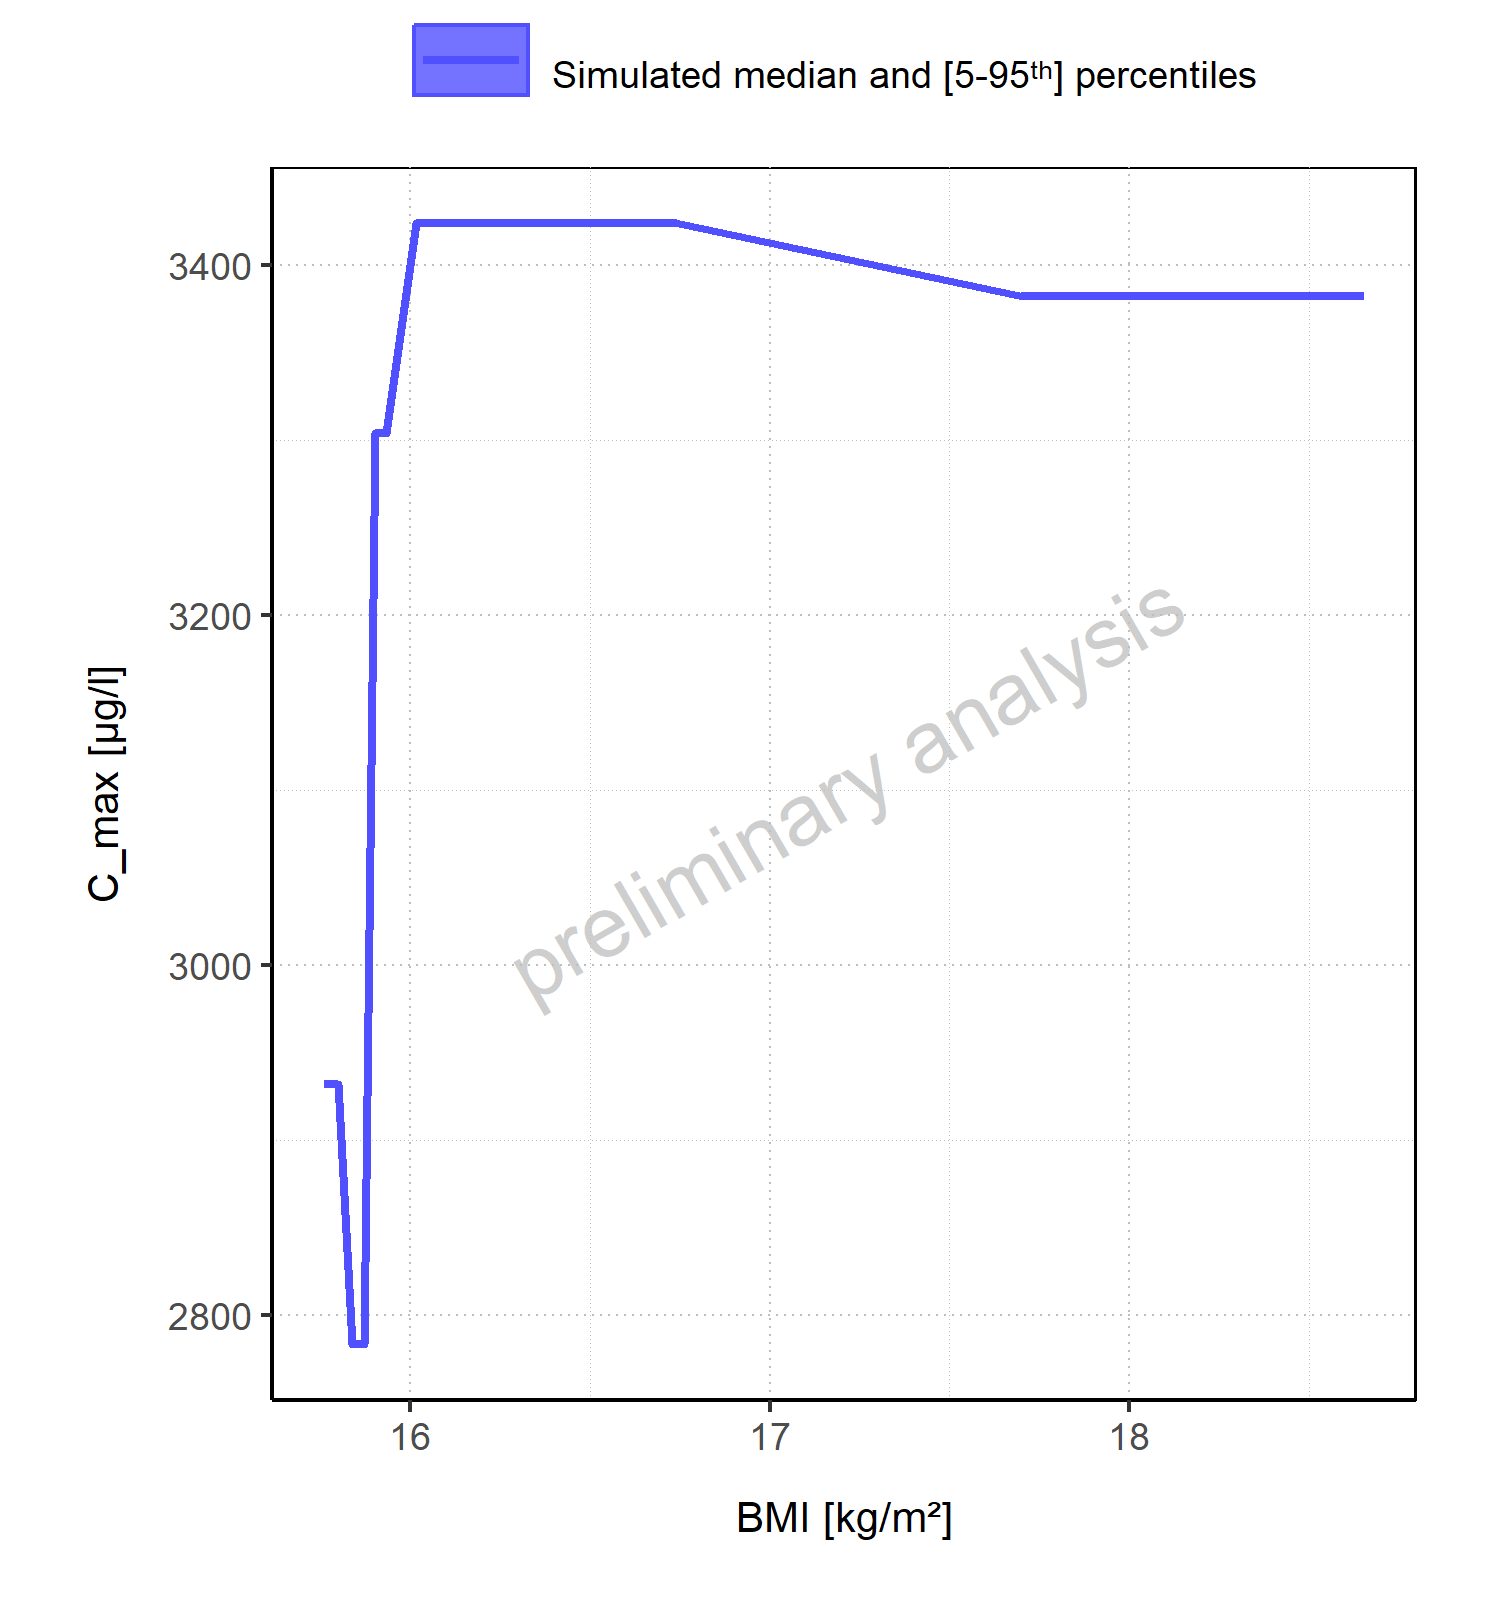 Simulated median and [5-95ᵗʰ] percentiles
3400
3200
3000
2800
C_max [µg/l]
preliminary analysis
16 17 18
BMI [kg/m²]